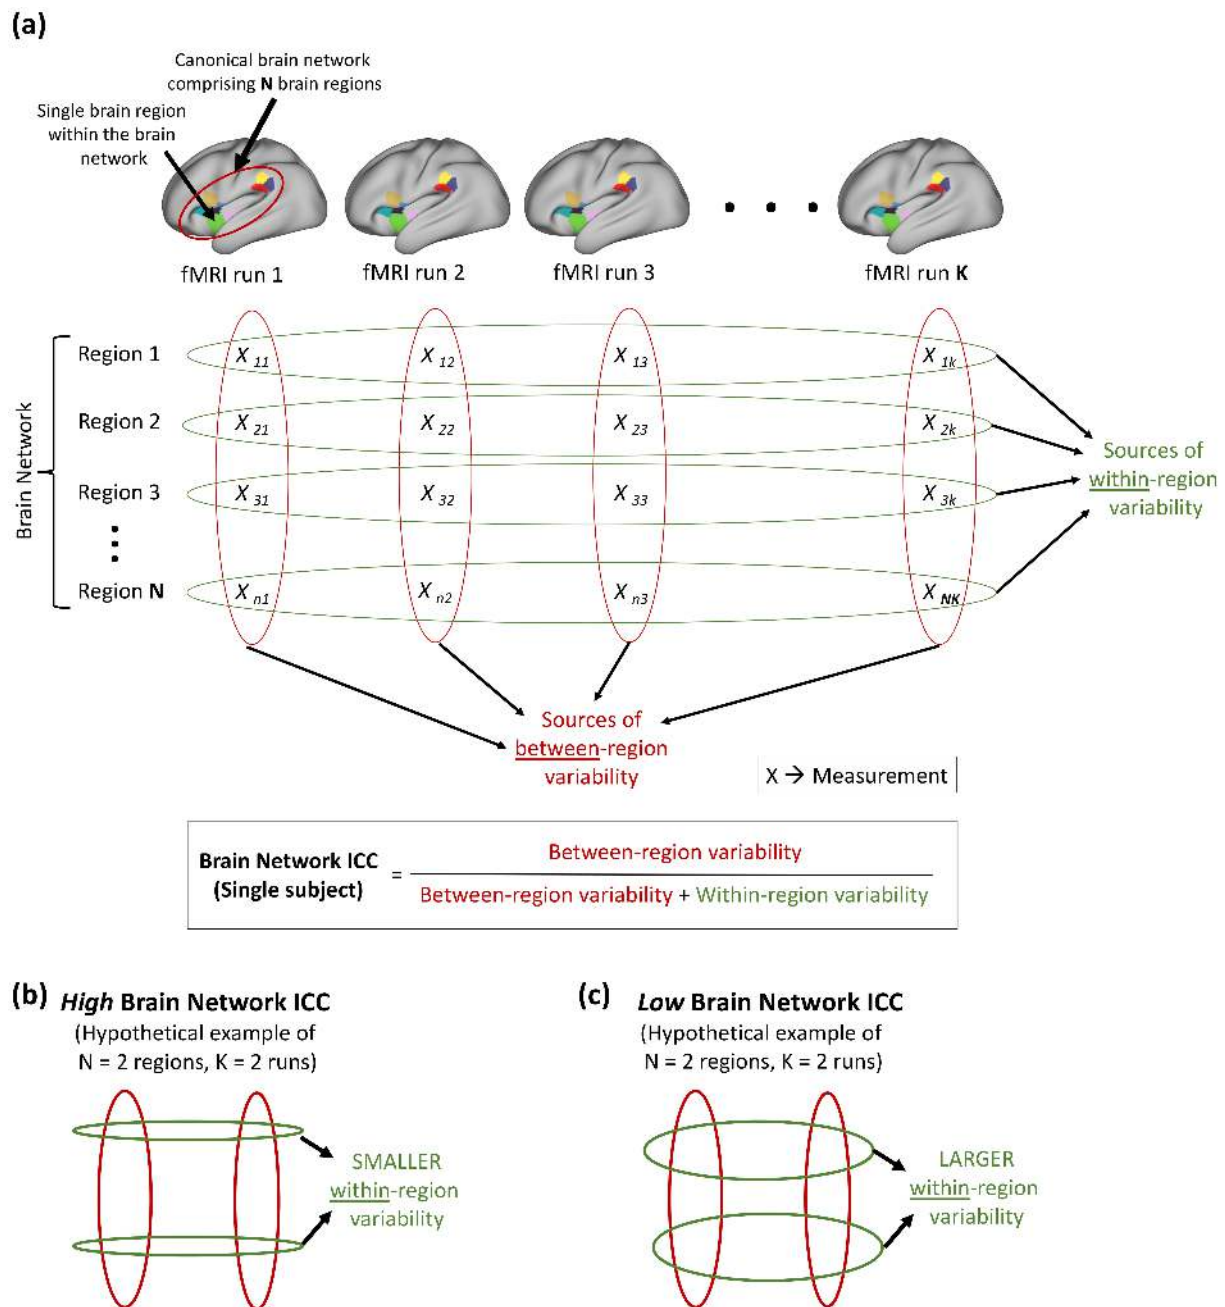 (a)
Canonical brain network
comprising N brain regions
Single brain region
within the brain
network
fMRI run 1
fMRI run 2
fMRI run 3
fMRI run K
Brain Network
Region 1
X 11
X 12
X 13
X 1k
Region 2
X 21
X 22
X 23
X 2k
Region 3
X 31
X 32
X 33
X 3k
Region N
X n1
X n2
X n3
X NK
Sources of
within-region
variability
Sources of
between-region
variability
X → Measurement
Brain Network ICC
(Single subject)
=
Between-region variability
Between-region variability + Within-region variability
(b) High Brain Network ICC
(Hypothetical example of
N = 2 regions, K = 2 runs)
SMALLER
within-region
variability
(c) Low Brain Network ICC
(Hypothetical example of
N = 2 regions, K = 2 runs)
LARGER
within-region
variability